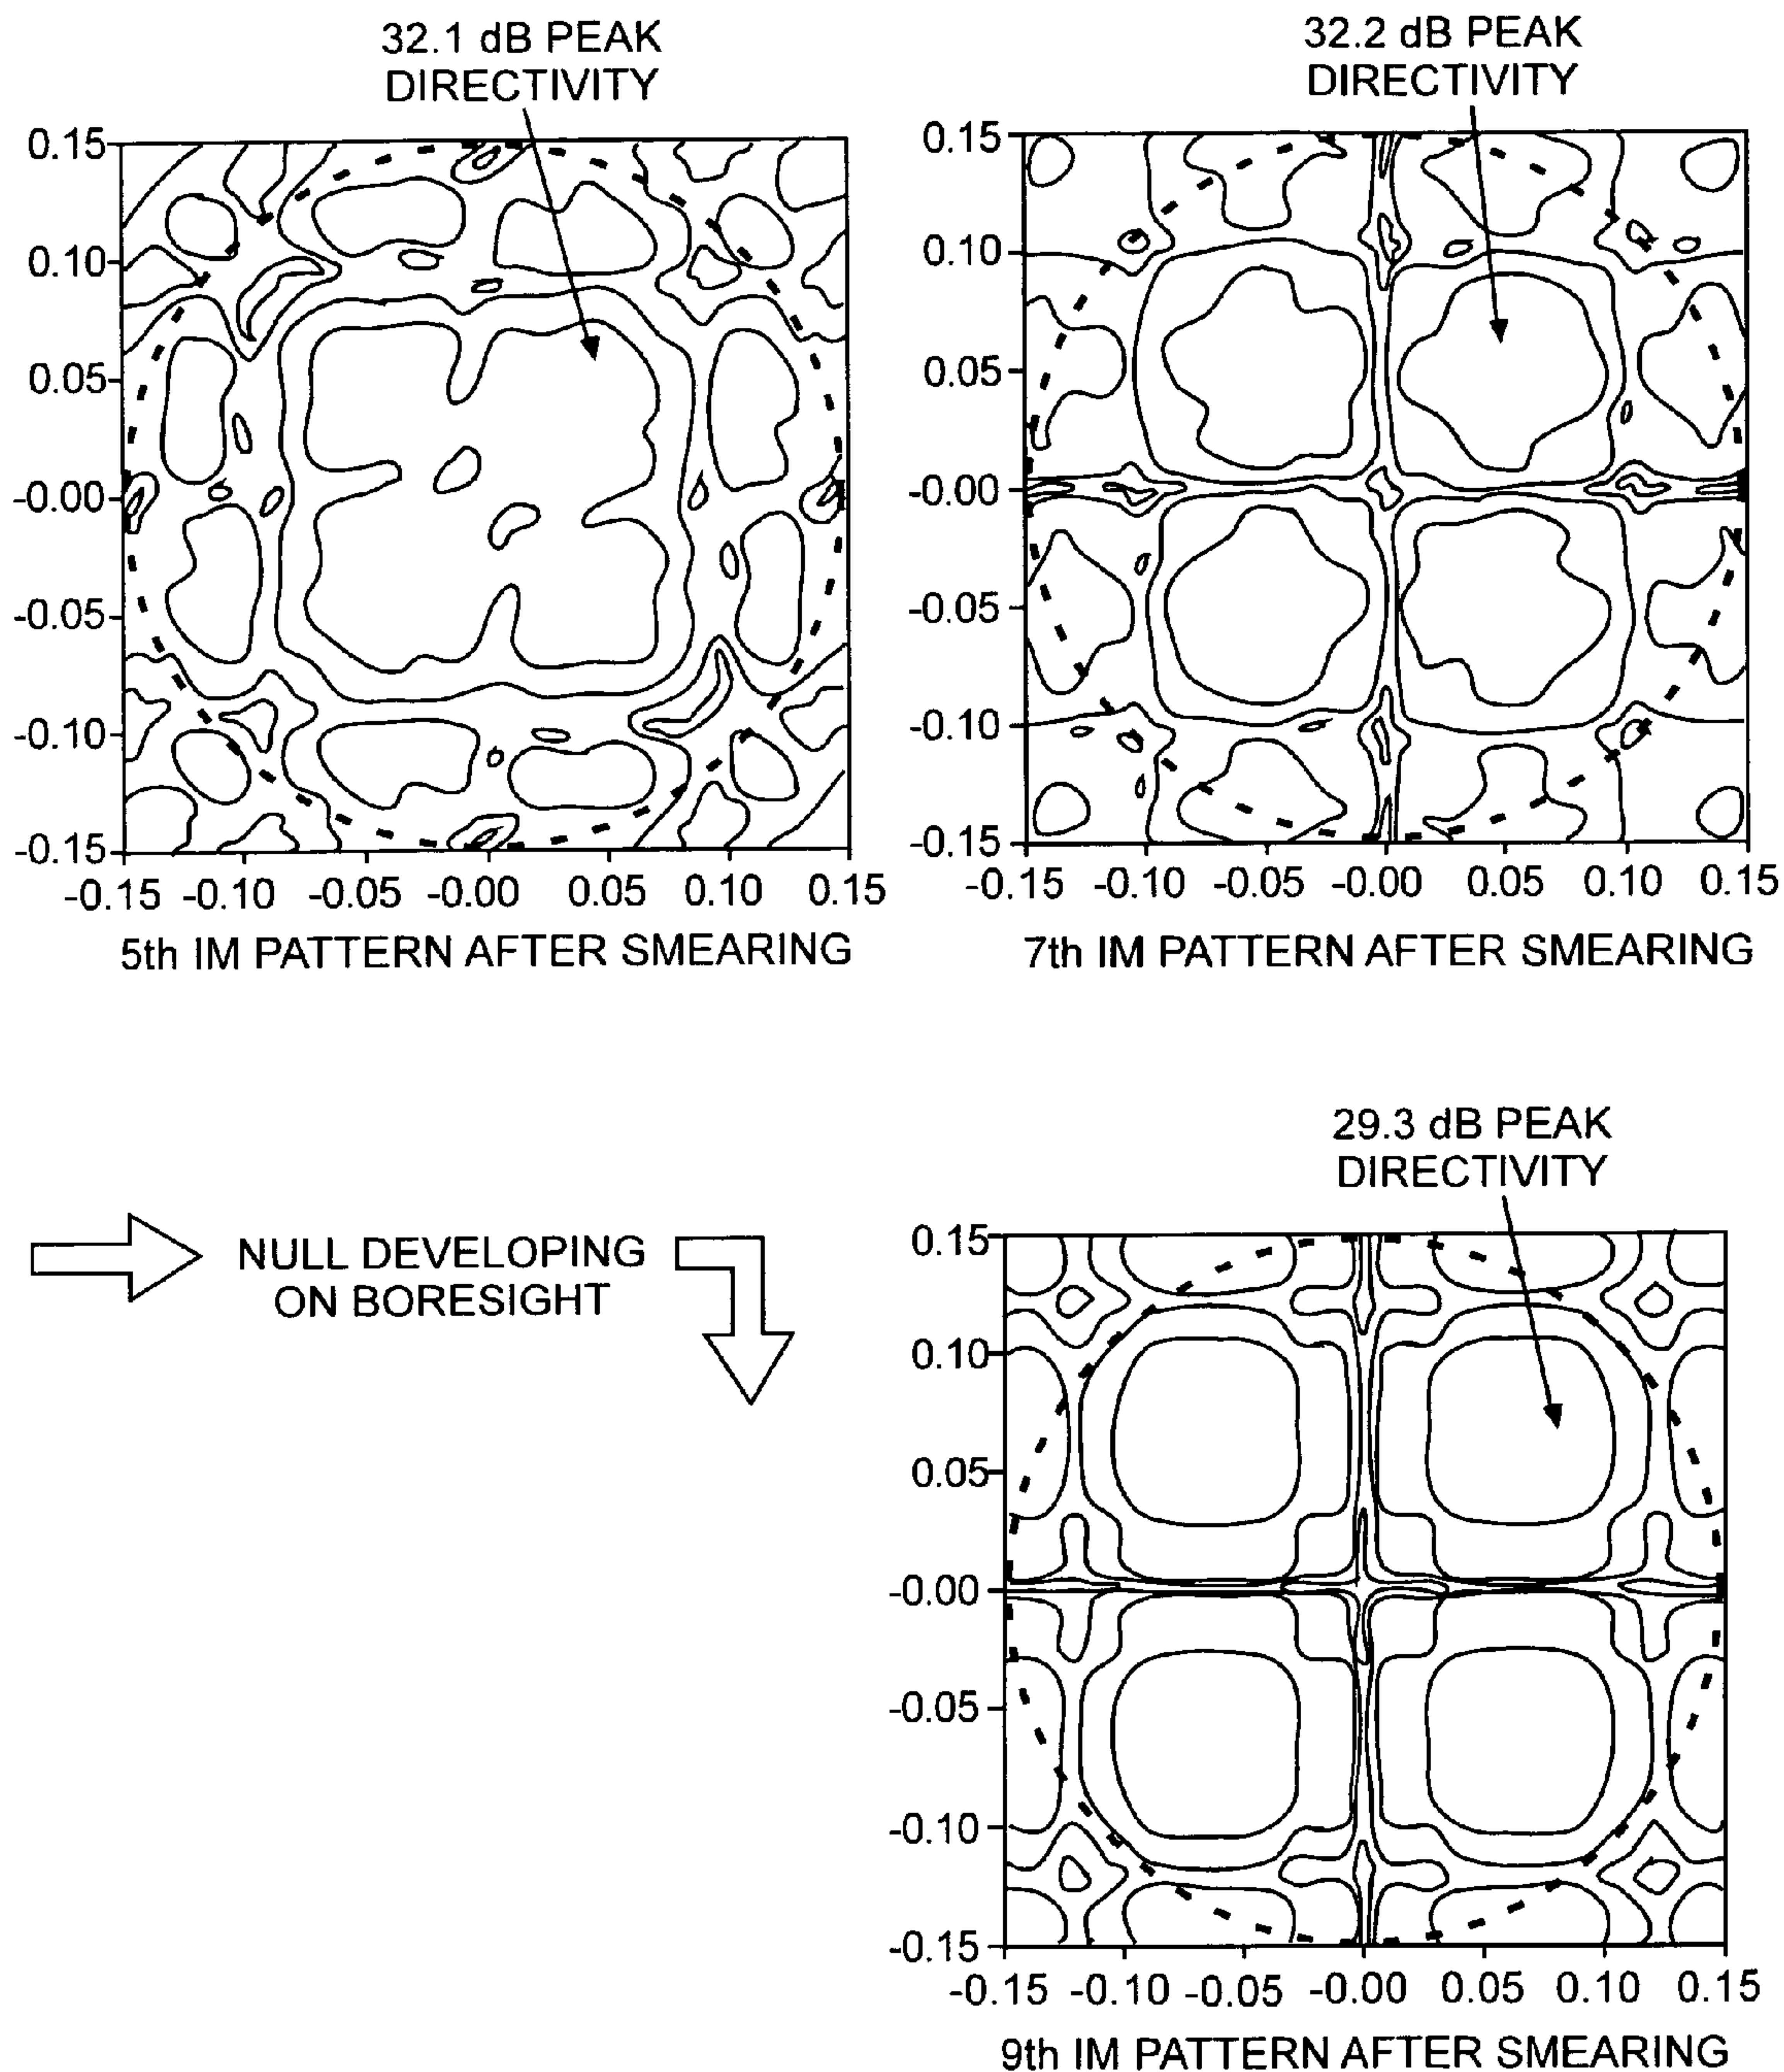 32.1 dB PEAK
DIRECTIVITY
0.15
0.10
0.05
-0.00
-0.05
-0.10
-0.15
-0.15 -0.10 -0.05 -0.00 0.05 0.10 0.15
5th IM PATTERN AFTER SMEARING
32.2 dB PEAK
DIRECTIVITY
0.15
0.10
0.05
-0.00
-0.05
-0.10
-0.15
-0.15 -0.10 -0.05 -0.00 0.05 0.10 0.15
7th IM PATTERN AFTER SMEARING
NULL DEVELOPING
ON BORESIGHT
29.3 dB PEAK
DIRECTIVITY
0.15
0.10
0.05
-0.00
-0.05
-0.10
-0.15
-0.15 -0.10 -0.05 -0.00 0.05 0.10 0.15
9th IM PATTERN AFTER SMEARING